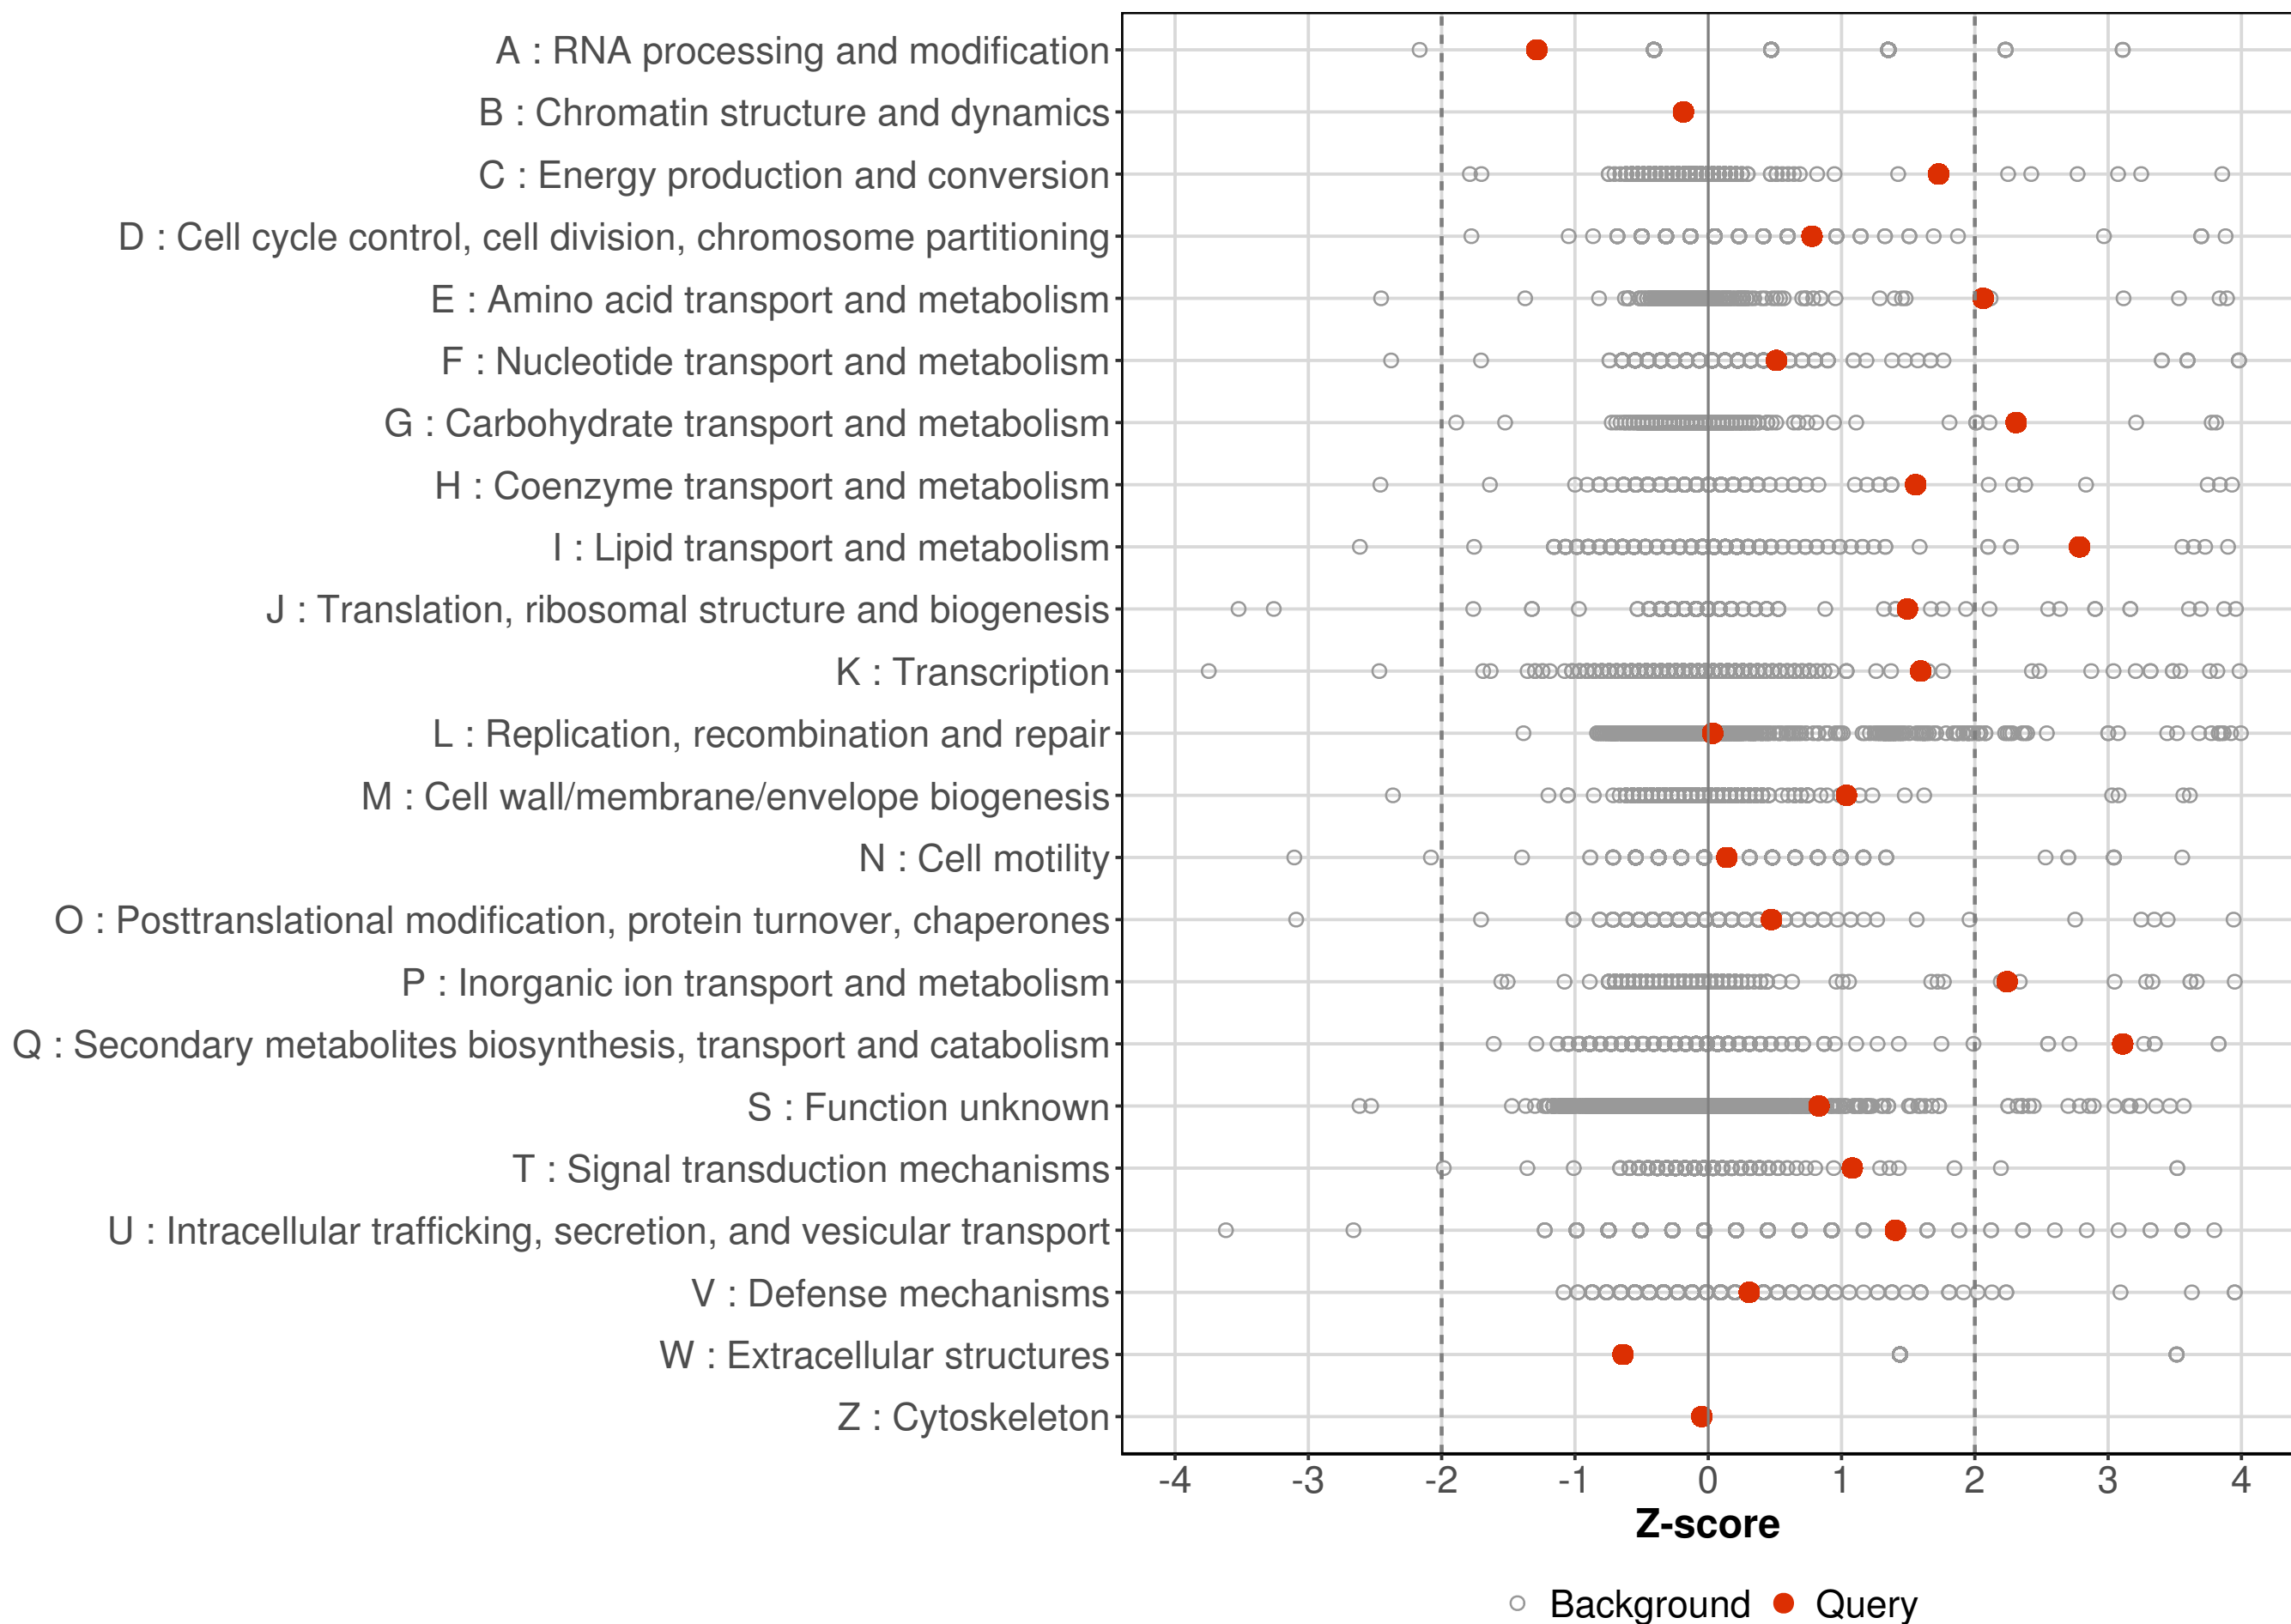 A : RNA processing and modification
B : Chromatin structure and dynamics
C : Energy production and conversion
D : Cell cycle control, cell division, chromosome partitioning
E : Amino acid transport and metabolism
F : Nucleotide transport and metabolism
G : Carbohydrate transport and metabolism
H : Coenzyme transport and metabolism
I : Lipid transport and metabolism
J : Translation, ribosomal structure and biogenesis
K : Transcription
L : Replication, recombination and repair
M : Cell wall/membrane/envelope biogenesis
N : Cell motility
O : Posttranslational modification, protein turnover, chaperones
P : Inorganic ion transport and metabolism
Q : Secondary metabolites biosynthesis, transport and catabolism
S : Function unknown
T : Signal transduction mechanisms
U : Intracellular trafficking, secretion, and vesicular transport
V : Defense mechanisms
W : Extracellular structures
Z : Cytoskeleton
-4 -3 -2 -1 0 1 2 3 4
Z-score
Background Query